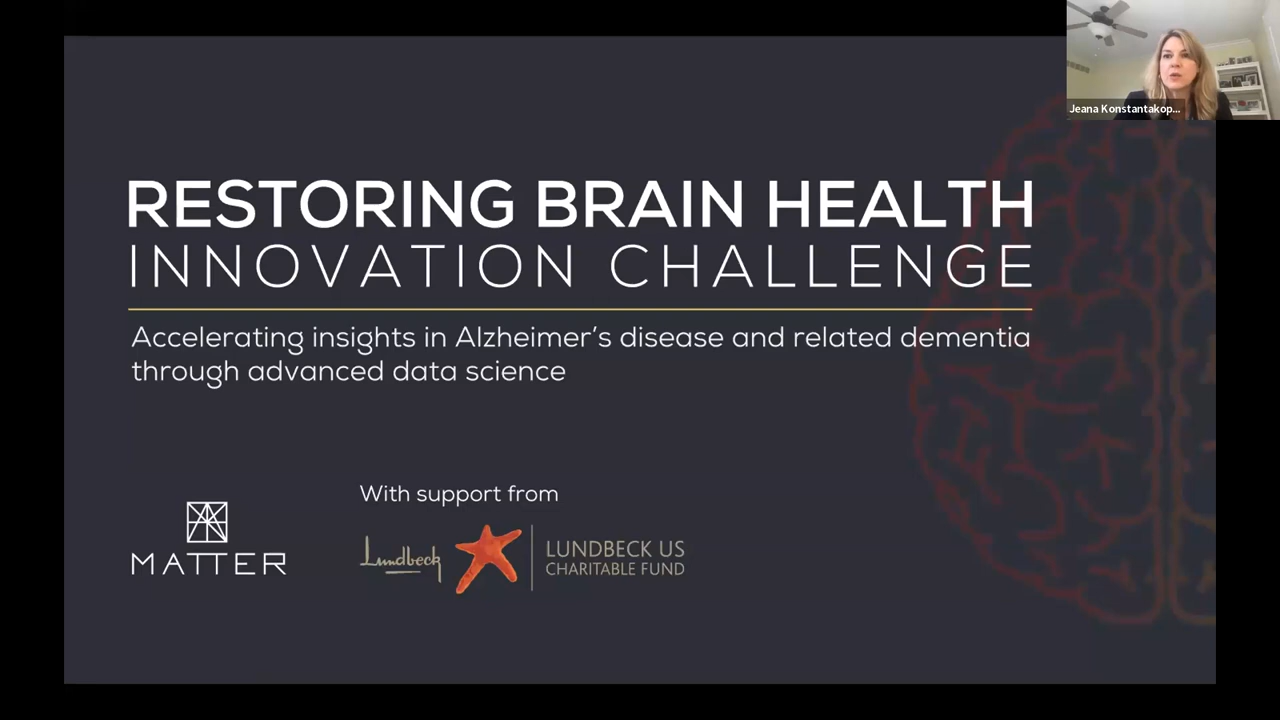 Jeana Konstantakop...
RESTORING BRAIN HEALTH
INNOVATION CHALLENGE
Accelerating insights in Alzheimer's disease and related dementia
through advanced data science
With support from
MATTER
Lundbeck
LUNDBECK US
CHARITABLE FUND